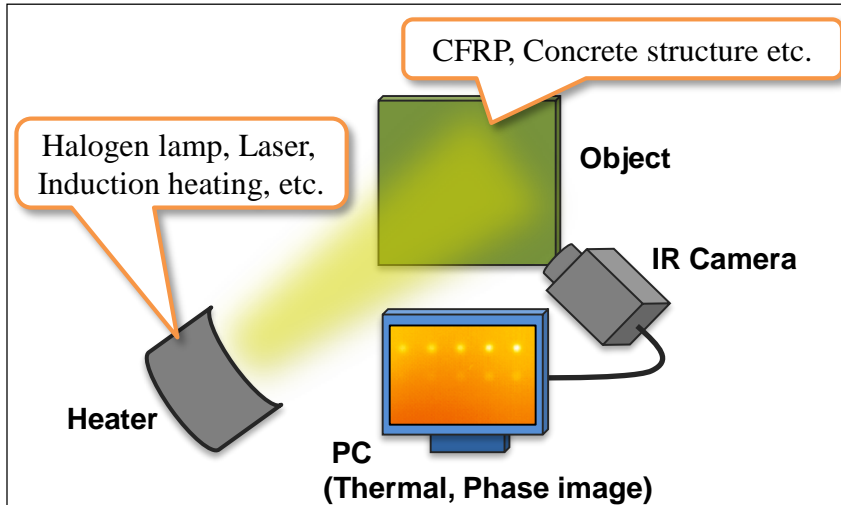 CFRP, Concrete structure etc.
Halogen lamp, Laser,
Induction heating, etc.
Object
IR Camera
Heater
PC
(Thermal, Phase image)